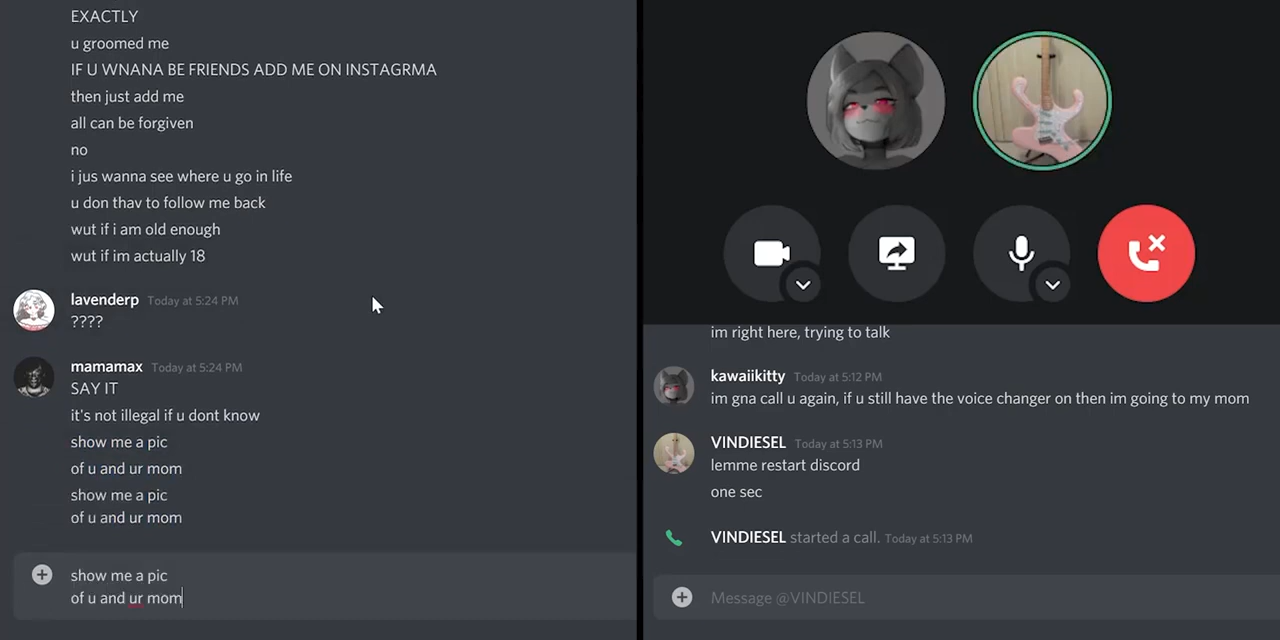 EXACTLY
u groomed me
IF U WNANA BE FRIENDS ADD ME ON INSTAGRMA
then just add me
all can be forgiven
no
i jus wanna see where u go in life
u don thav to follow me back
wut if i am old enough
wut if im actually 18
lavenderp Today at 5:24 PM
????
mamamax Today at 5:24 PM
SAY IT
it's not illegal if u dont know
show me a pic
of u and ur mom
show me a pic
of u and ur mom
show me a pic
of u and ur mom
im right here, trying to talk
kawaiikitty Today at 5:12 PM
im gna call u again, if u still have the voice changer on then im going to my mom
VINDIESEL Today at 5:13 PM
lemme restart discord
one sec
VINDIESEL started a call. Today at 5:13 PM
Message @VINDIESEL